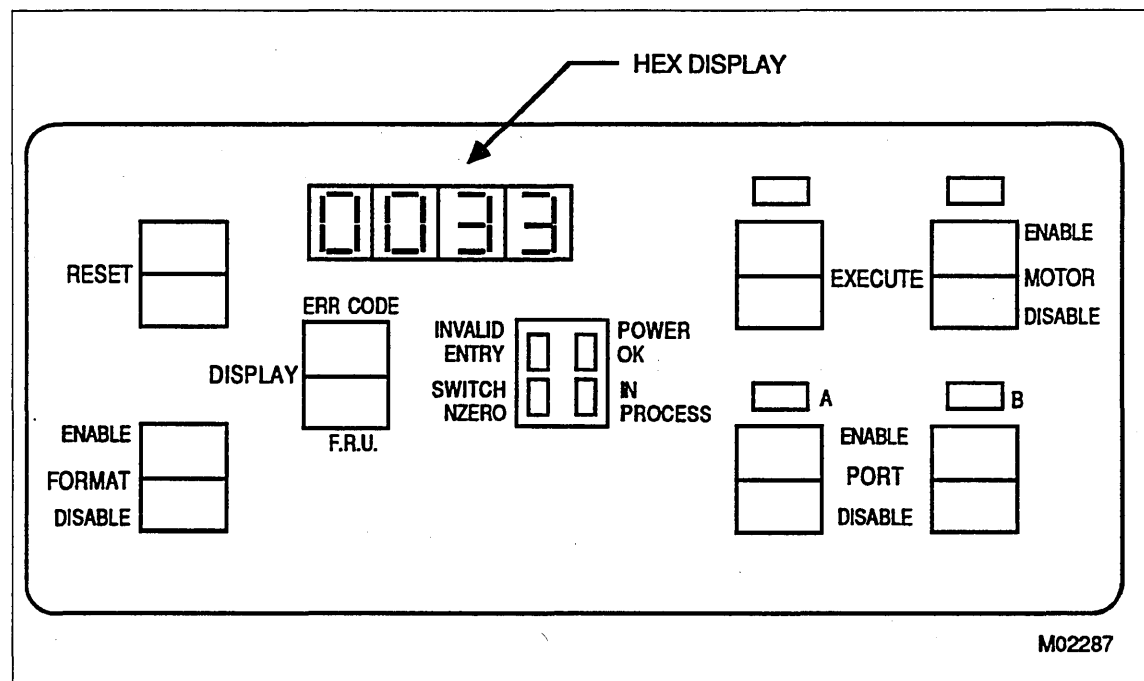 HEX DISPLAY
0033
RESET
ERR CODE
DISPLAY
F.R.U.
INVALID
ENTRY
SWITCH
NZERO
POWER
OK
IN
PROCESS
EXECUTE
ENABLE
MOTOR
DISABLE
ENABLE
FORMAT
DISABLE
A
B
ENABLE
PORT
DISABLE
M02287